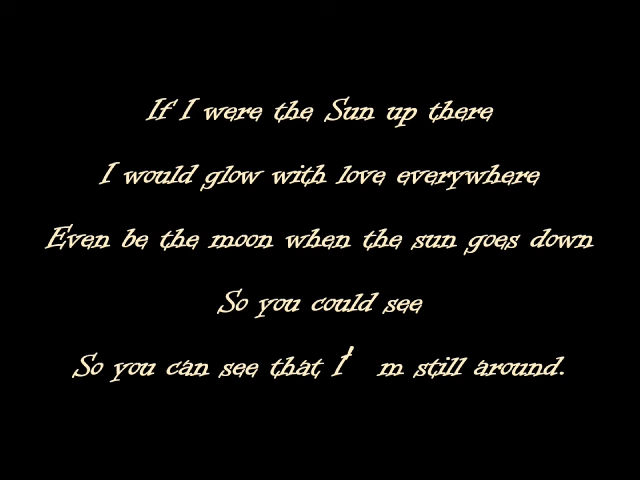 If I were the Sun up there
I would glow with love everywhere
Even be the moon when the sun goes down
So you could see
So you can see that I'm still around.